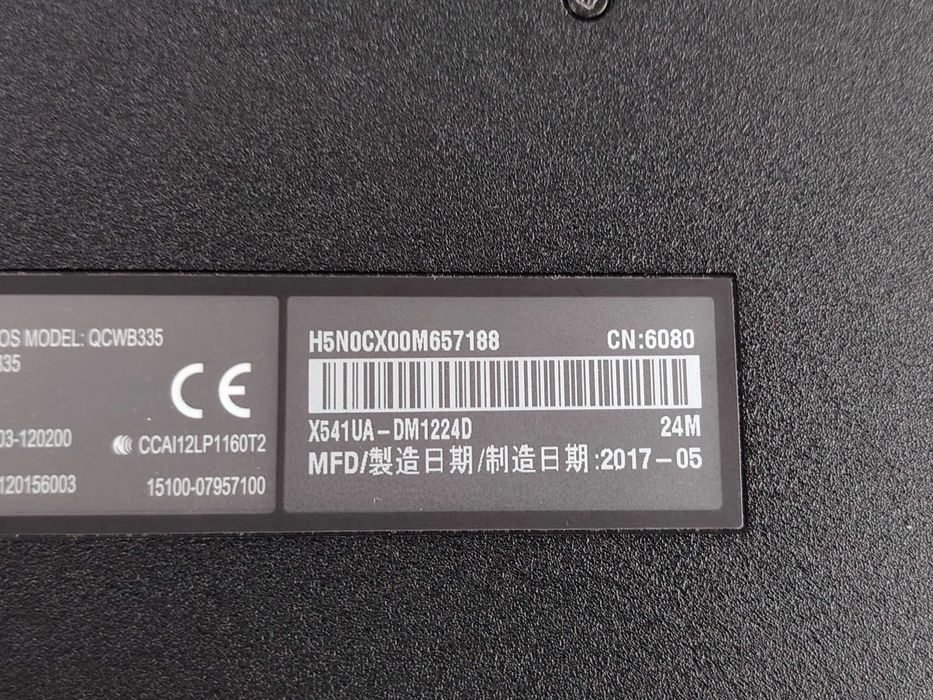 OS MODEL: QCWB335
335
CE
03-120200
CCAI12LP1160T2
120156003
15100-07957100
H5N0CX00M657188
CN:6080
X541UA-DM1224D
24M
MFD/製造日期/制造日期:2017-05